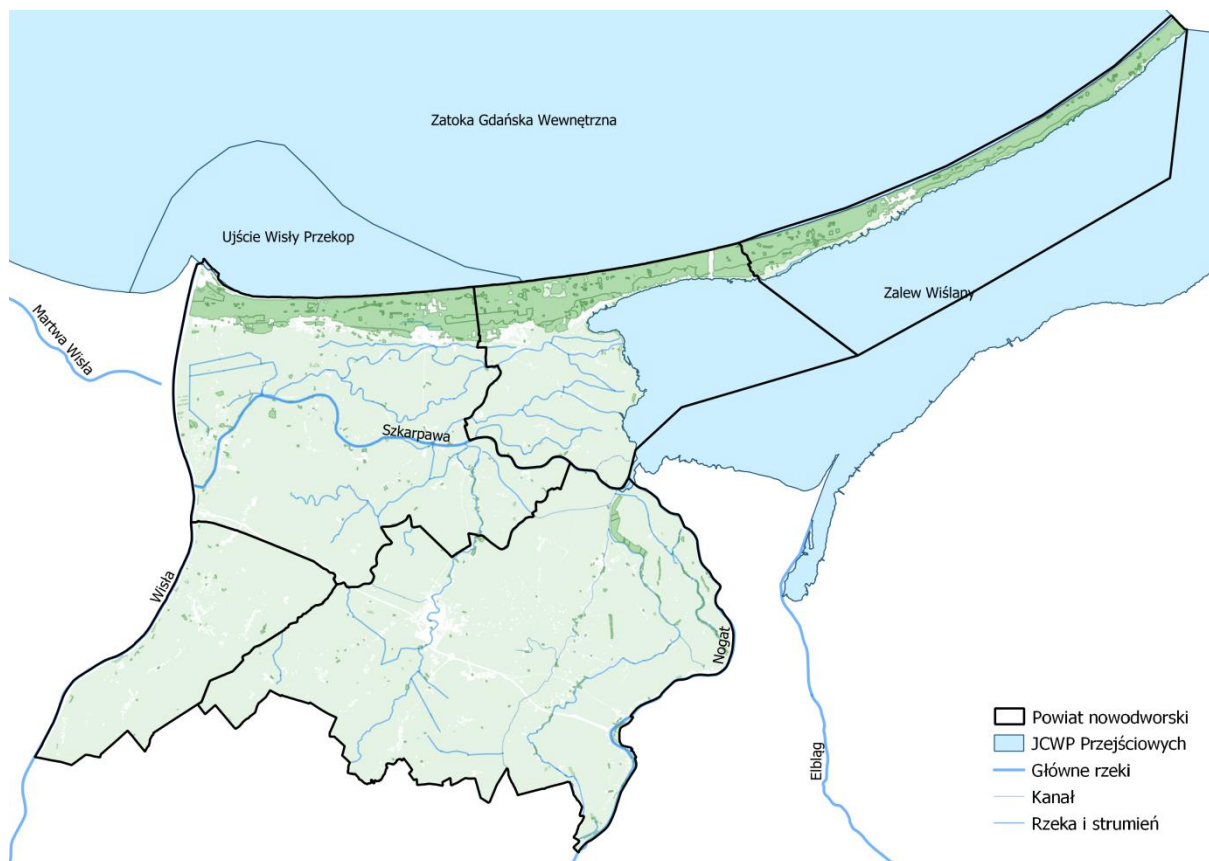 Zatoka Gdańska Wewnętrzna
Ujście Wisły Przekop
Zalew Wiślany
Martwa Wisła
Szkarpawa
Wisła
Nogat
Elbląg
Powiat nowodworski
JCWP Przejściowych
Główne rzeki
Kanał
Rzeka i strumień